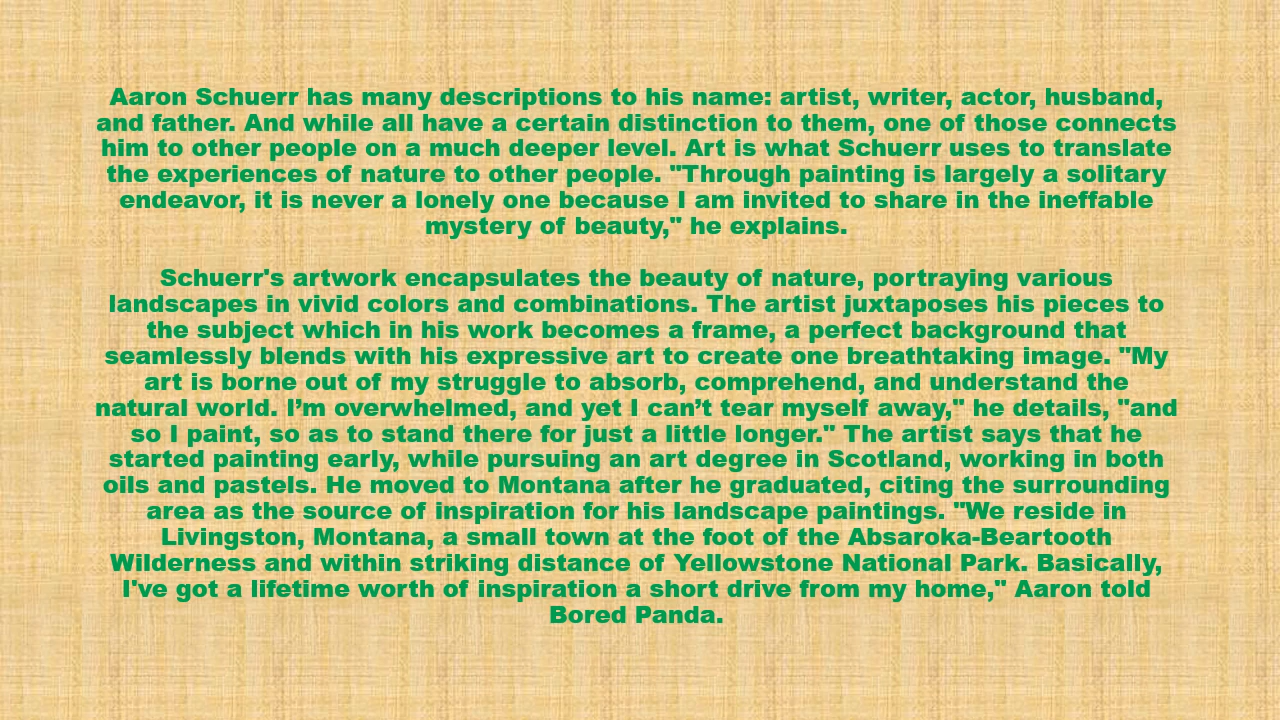 Aaron Schuerr has many descriptions to his name: artist, writer, actor, husband,
and father. And while all have a certain distinction to them, one of those connects
him to other people on a much deeper level. Art is what Schuerr uses to translate
the experiences of nature to other people. "Through painting is largely a solitary
endeavor, it is never a lonely one because I am invited to share in the ineffable
mystery of beauty," he explains.
Schuerr's artwork encapsulates the beauty of nature, portraying various
landscapes in vivid colors and combinations. The artist juxtaposes his pieces to
the subject which in his work becomes a frame, a perfect background that
seamlessly blends with his expressive art to create one breathtaking image. "My
art is borne out of my struggle to absorb, comprehend, and understand the
natural world. I’m overwhelmed, and yet I can’t tear myself away," he details, "and
so I paint, so as to stand there for just a little longer." The artist says that he
started painting early, while pursuing an art degree in Scotland, working in both
oils and pastels. He moved to Montana after he graduated, citing the surrounding
area as the source of inspiration for his landscape paintings. "We reside in
Livingston, Montana, a small town at the foot of the Absaroka-Beartooth
Wilderness and within striking distance of Yellowstone National Park. Basically,
I've got a lifetime worth of inspiration a short drive from my home," Aaron told
Bored Panda.